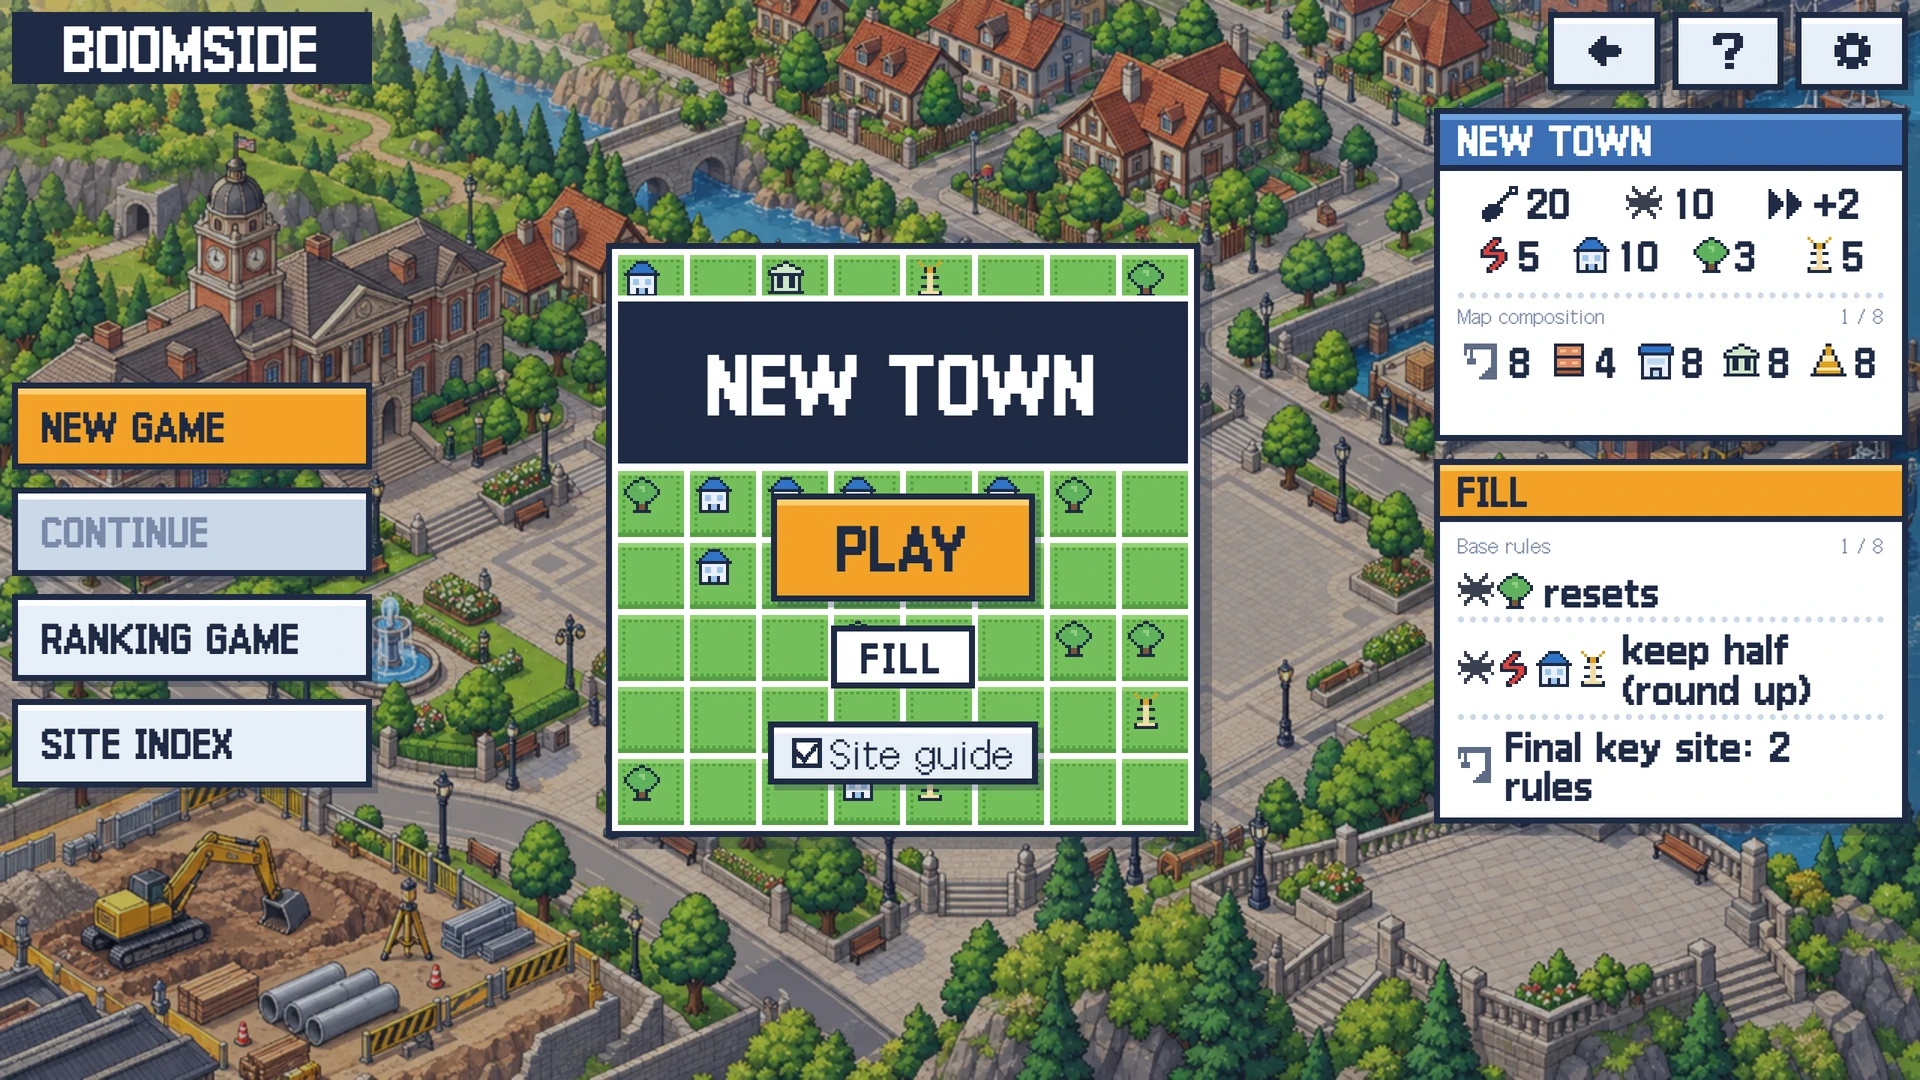 BOOMSIDE
?
NEW GAME
CONTINUE
RANKING GAME
SITE INDEX
NEW TOWN
PLAY
FILL
Site guide
NEW TOWN
20 10 +2
5 10 3 5
Map composition 1 / 8
8 4 8 8 8
FILL
Base rules 1 / 8
resets
keep half
(round up)
Final key site: 2
rules